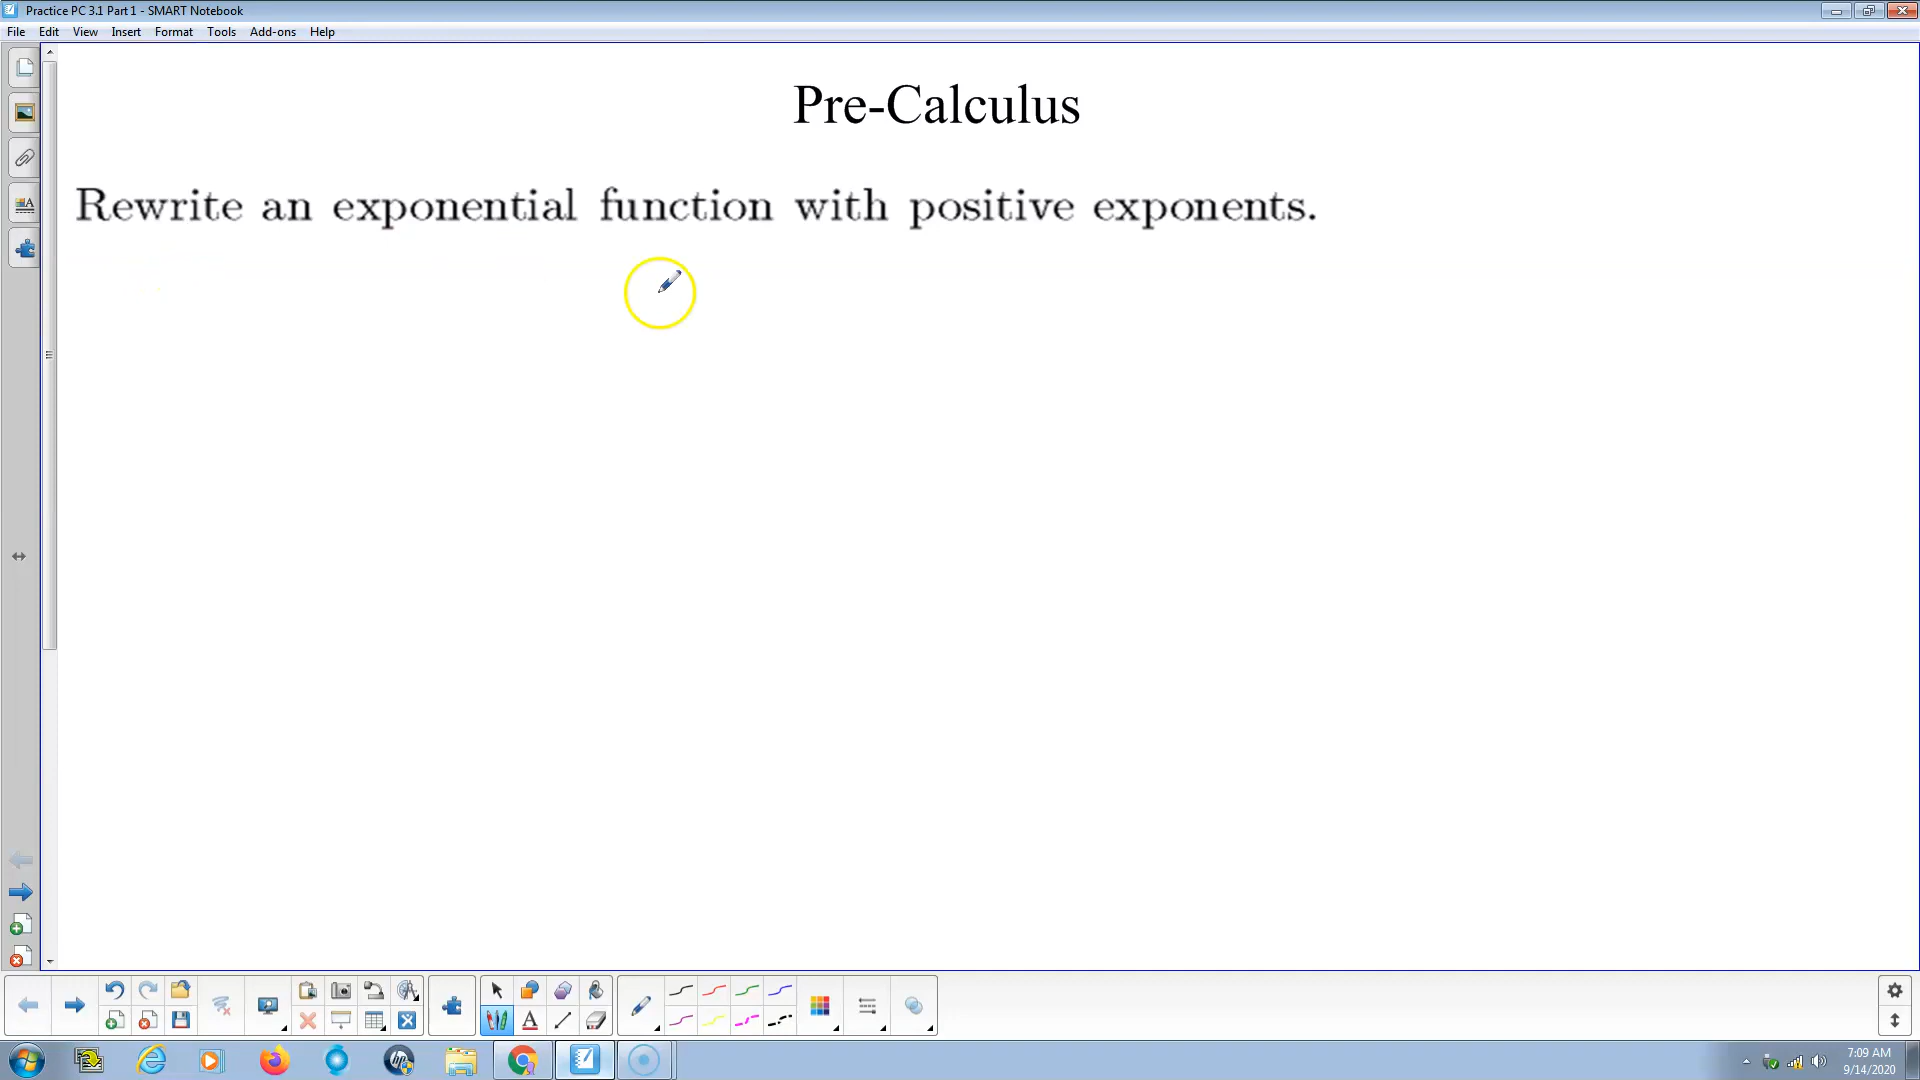 Practice PC 3.1 Part 1 - SMART Notebook
File Edit View Insert Format Tools Add-ons Help
Pre-Calculus
Rewrite an exponential function with positive exponents.
7:09 AM
9/14/2020